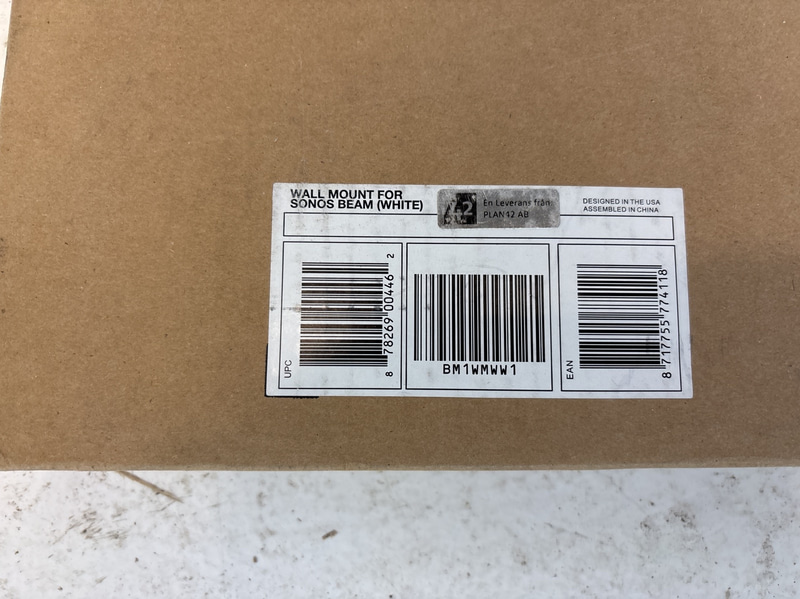 WALL MOUNT FOR
SONOS BEAM (WHITE)
42
En Leverans från:
PLAN 42 AB
DESIGNED IN THE USA
ASSEMBLED IN CHINA
UPC
8 78269 00446 2
BM1WMWW1
EAN
8 717755 774118